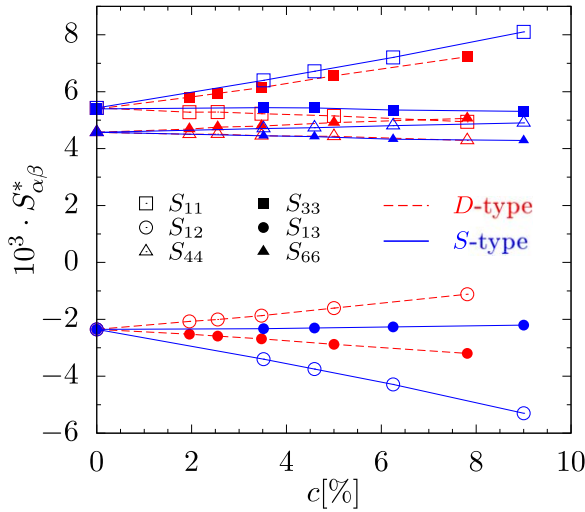 8
6
4
2
0
−2
−4
−6
10³ · S*αβ
S₁₁ S₃₃
S₁₂ S₁₃
S₄₄ S₆₆
D-type
S-type
0 2 4 6 8 10
c[%]